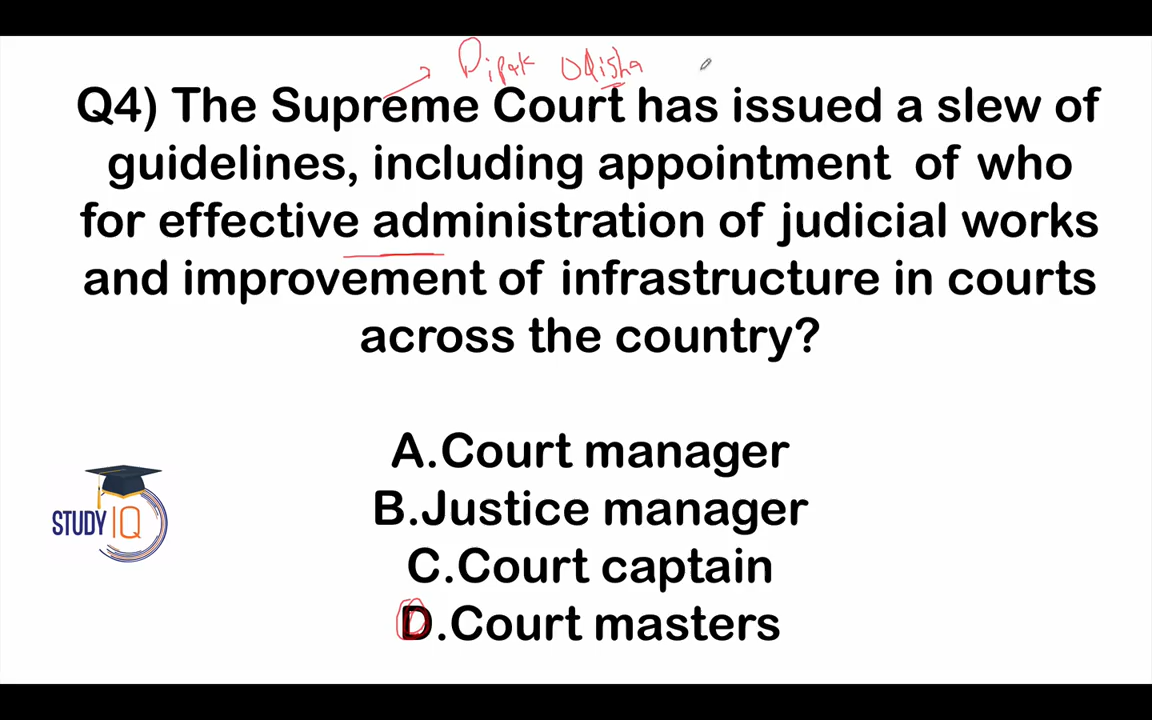 Dipak Odisha
Q4) The Supreme Court has issued a slew of
guidelines, including appointment of who
for effective administration of judicial works
and improvement of infrastructure in courts
across the country?
A.Court manager
B.Justice manager
C.Court captain
D.Court masters
STUDY IQ